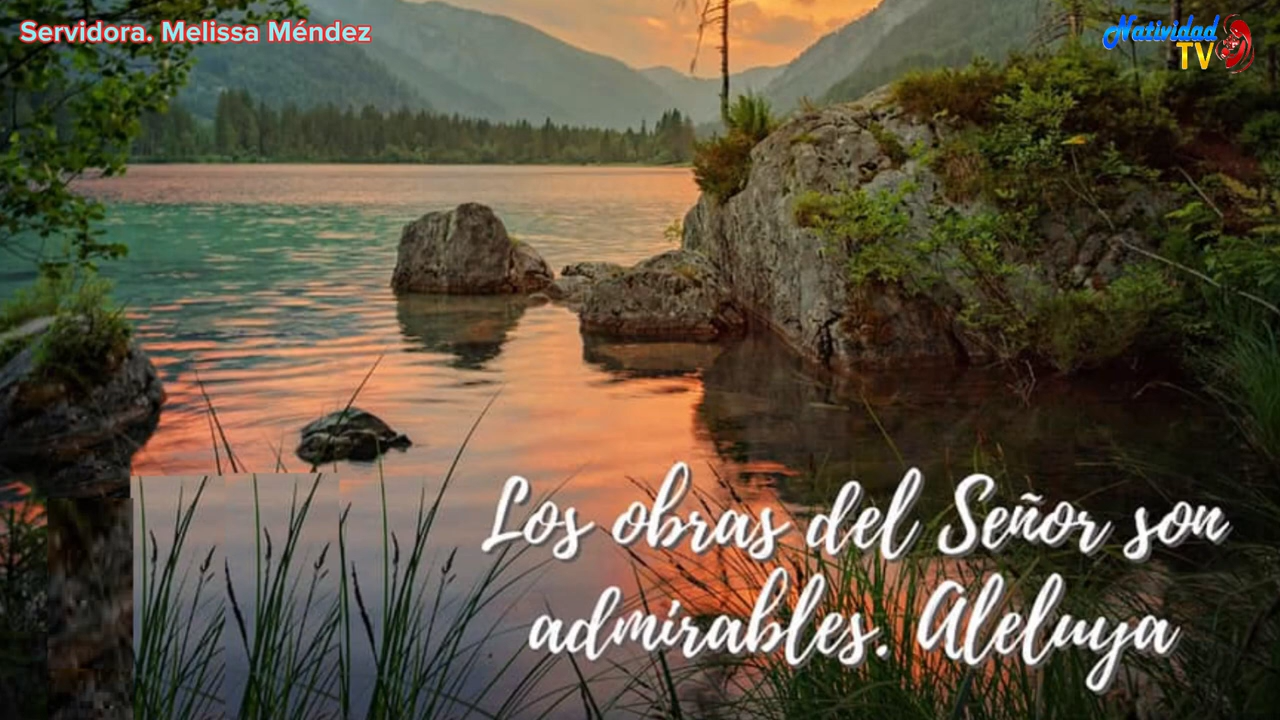 Servidora. Melissa Méndez
Natividad
TV
Los obras del Señor son
admirables. Aleluya